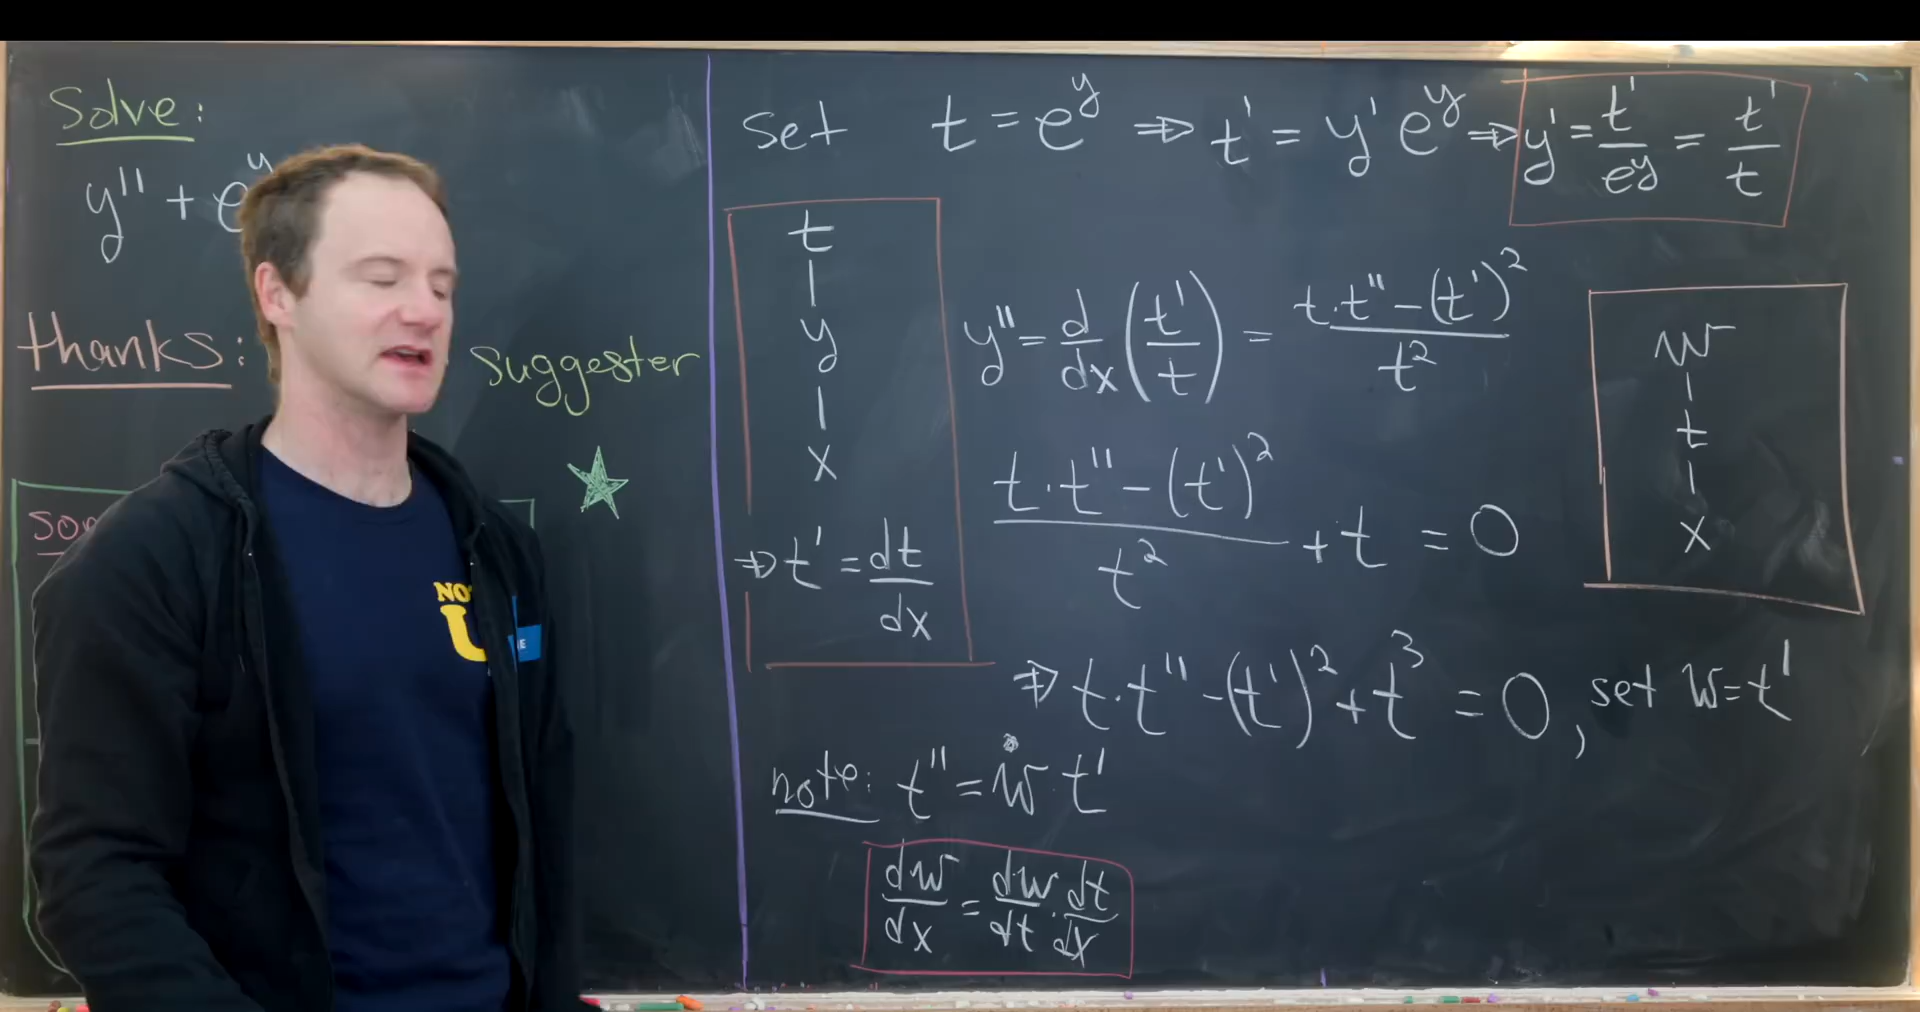 Solve:
y'' + e^y
thanks:
suggester
set t = e^y ⇒ t' = y' e^y ⇒ y' = t'/e^y = t'/t
t
|
y
|
x
⇒ t' = dt/dx
y'' = d/dx (t'/t) = (t·t'' - (t')^2)/t^2
(t·t'' - (t')^2)/t^2 + t = 0
w
|
t
|
x
⇒ t·t'' - (t')^2 + t^3 = 0, set w = t'
note: t'' = ẇ·t'
dw/dx = dw/dt · dt/dx
NO
U